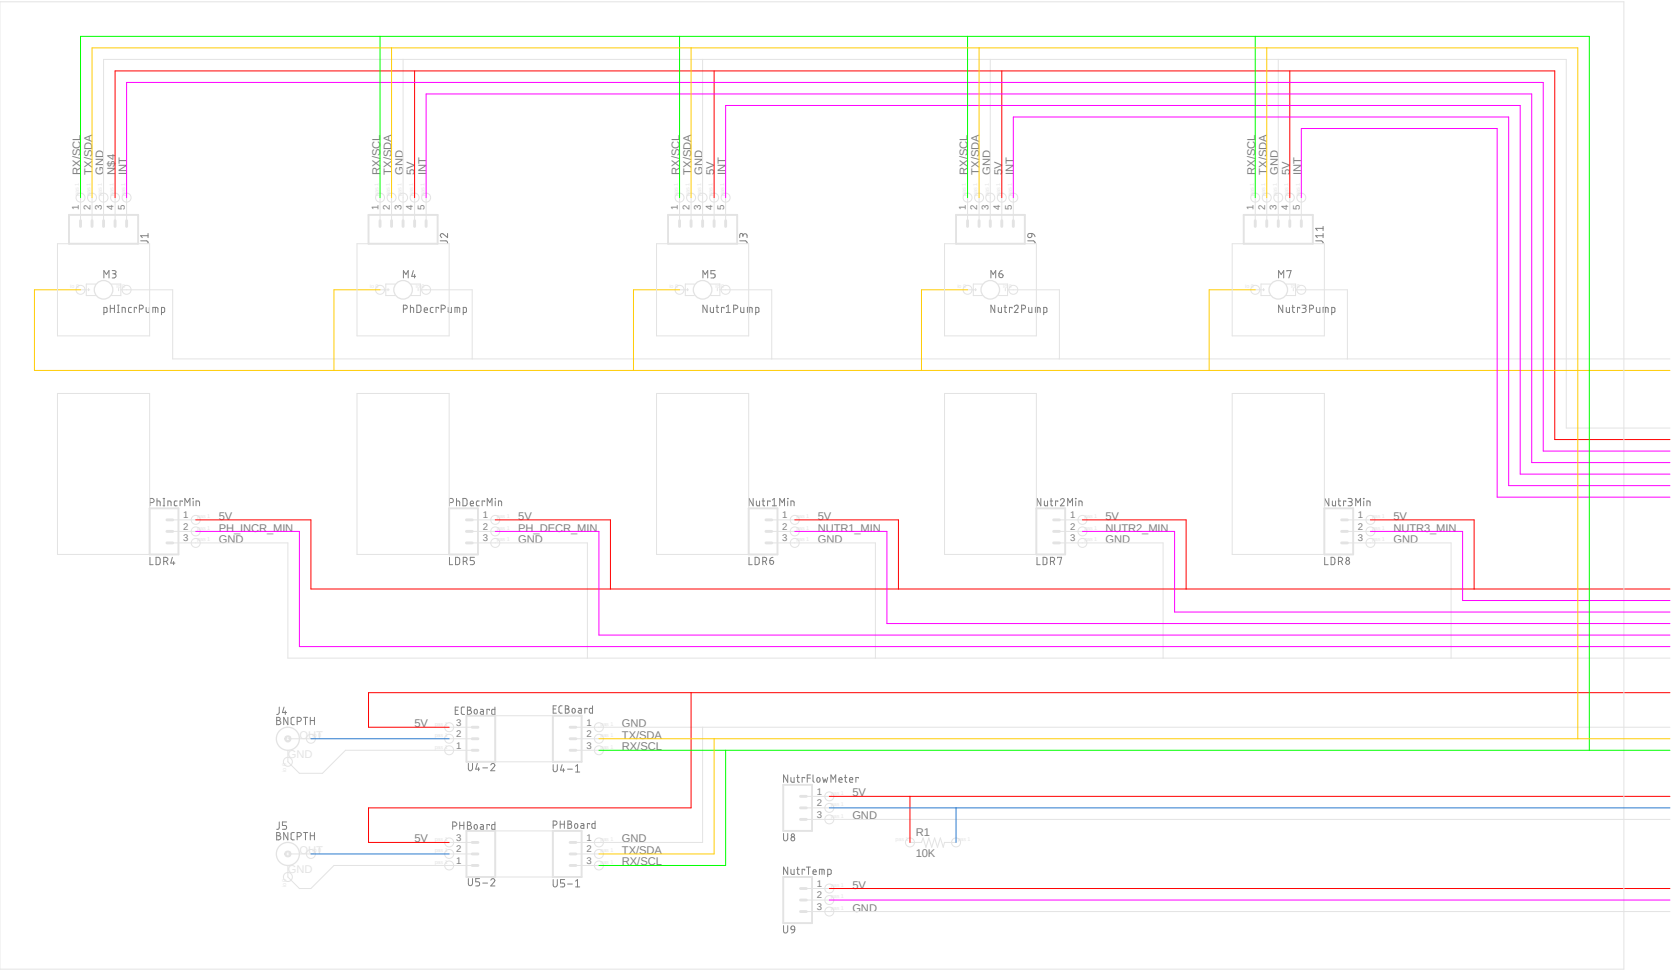 RX/SCL TX/SDA GND N$4 INT
RX/SCL TX/SDA GND 5V INT
RX/SCL TX/SDA GND 5V INT
RX/SCL TX/SDA GND 5V INT
RX/SCL TX/SDA GND 5V INT
1 2 3 4 5
1 2 3 4 5
1 2 3 4 5
1 2 3 4 5
1 2 3 4 5
J1
J2
J3
J9
J11
M3
pHIncrPump
M4
PhDecrPump
M5
Nutr1Pump
M6
Nutr2Pump
M7
Nutr3Pump
PhIncrMin
1 5V
2 PH_INCR_MIN
3 GND
LDR4
PhDecrMin
1 5V
2 PH_DECR_MIN
3 GND
LDR5
Nutr1Min
1 5V
2 NUTR1_MIN
3 GND
LDR6
Nutr2Min
1 5V
2 NUTR2_MIN
3 GND
LDR7
Nutr3Min
1 5V
2 NUTR3_MIN
3 GND
LDR8
J4
BNCPTH
OUT
GND
ECBoard
5V 3
2
1
U4-2
ECBoard
1 GND
2 TX/SDA
3 RX/SCL
U4-1
J5
BNCPTH
OUT
GND
PHBoard
5V 3
2
1
U5-2
PHBoard
1 GND
2 TX/SDA
3 RX/SCL
U5-1
NutrFlowMeter
1 5V
2
3 GND
U8
R1
10K
NutrTemp
1 5V
2
3 GND
U9